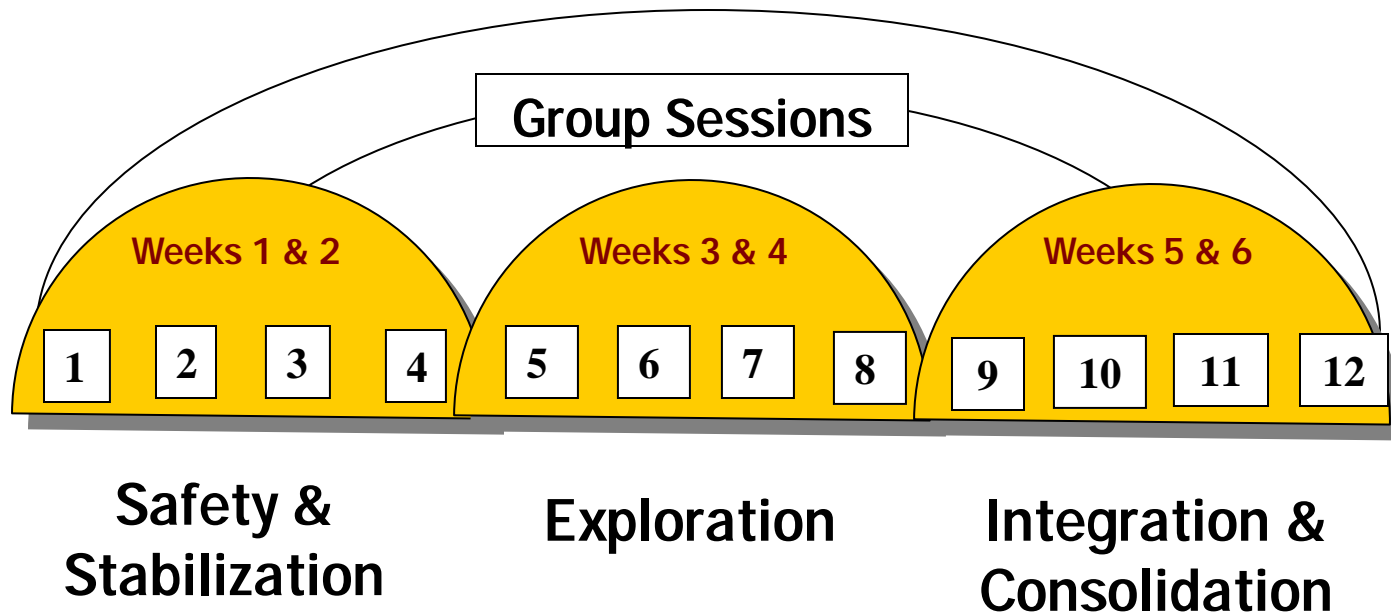 Group Sessions
Weeks 1 & 2
Weeks 3 & 4
Weeks 5 & 6
1 2 3 4 5 6 7 8 9 10 11 12
Safety &
Stabilization
Exploration
Integration &
Consolidation